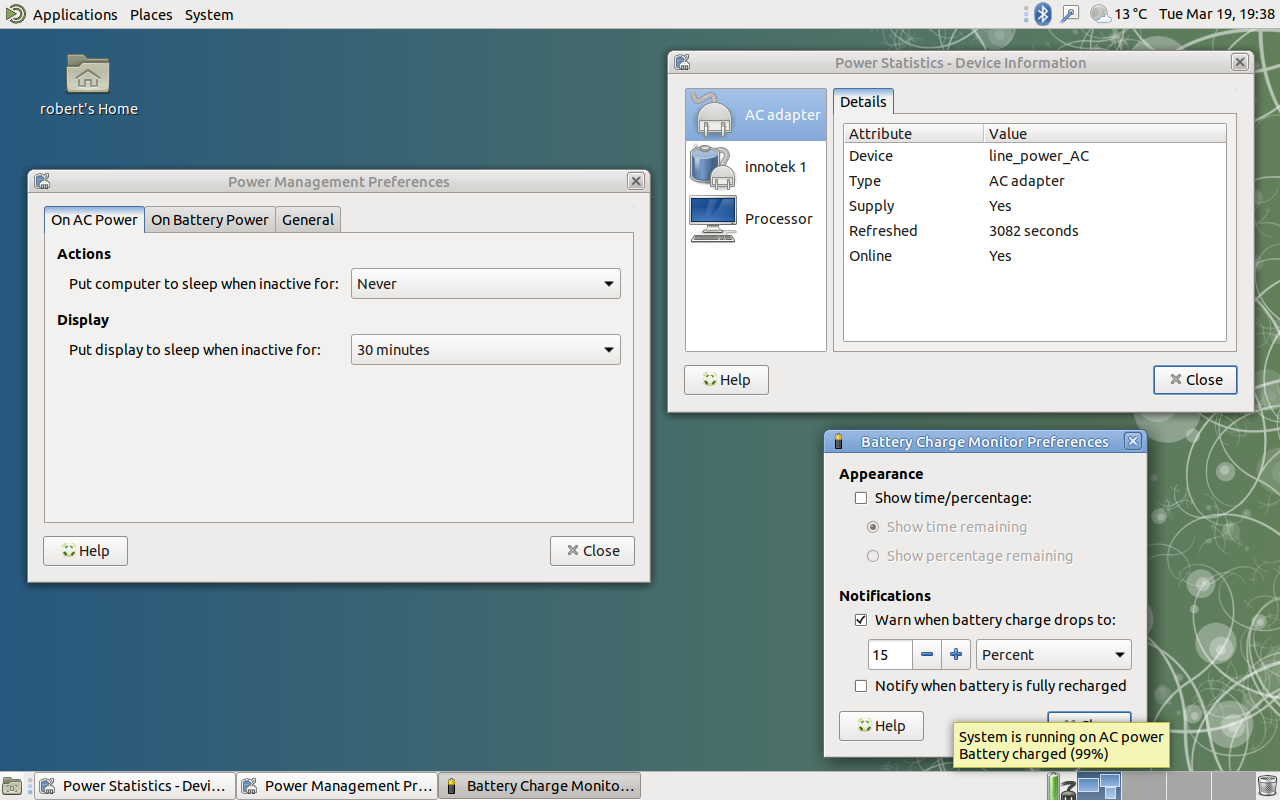 Applications Places System
13 °C Tue Mar 19, 19:38
robert's Home
Power Statistics - Device Information
AC adapter
innotek 1
Processor
Details
Attribute Value
Device line_power_AC
Type AC adapter
Supply Yes
Refreshed 3082 seconds
Online Yes
Help Close
Power Management Preferences
On AC Power On Battery Power General
Actions
Put computer to sleep when inactive for: Never
Display
Put display to sleep when inactive for: 30 minutes
Help Close
Battery Charge Monitor Preferences
Appearance
Show time/percentage:
Show time remaining
Show percentage remaining
Notifications
Warn when battery charge drops to:
15 Percent
Notify when battery is fully recharged
Help
System is running on AC power
Battery charged (99%)
Power Statistics - Devi... Power Management Pr... Battery Charge Monito...